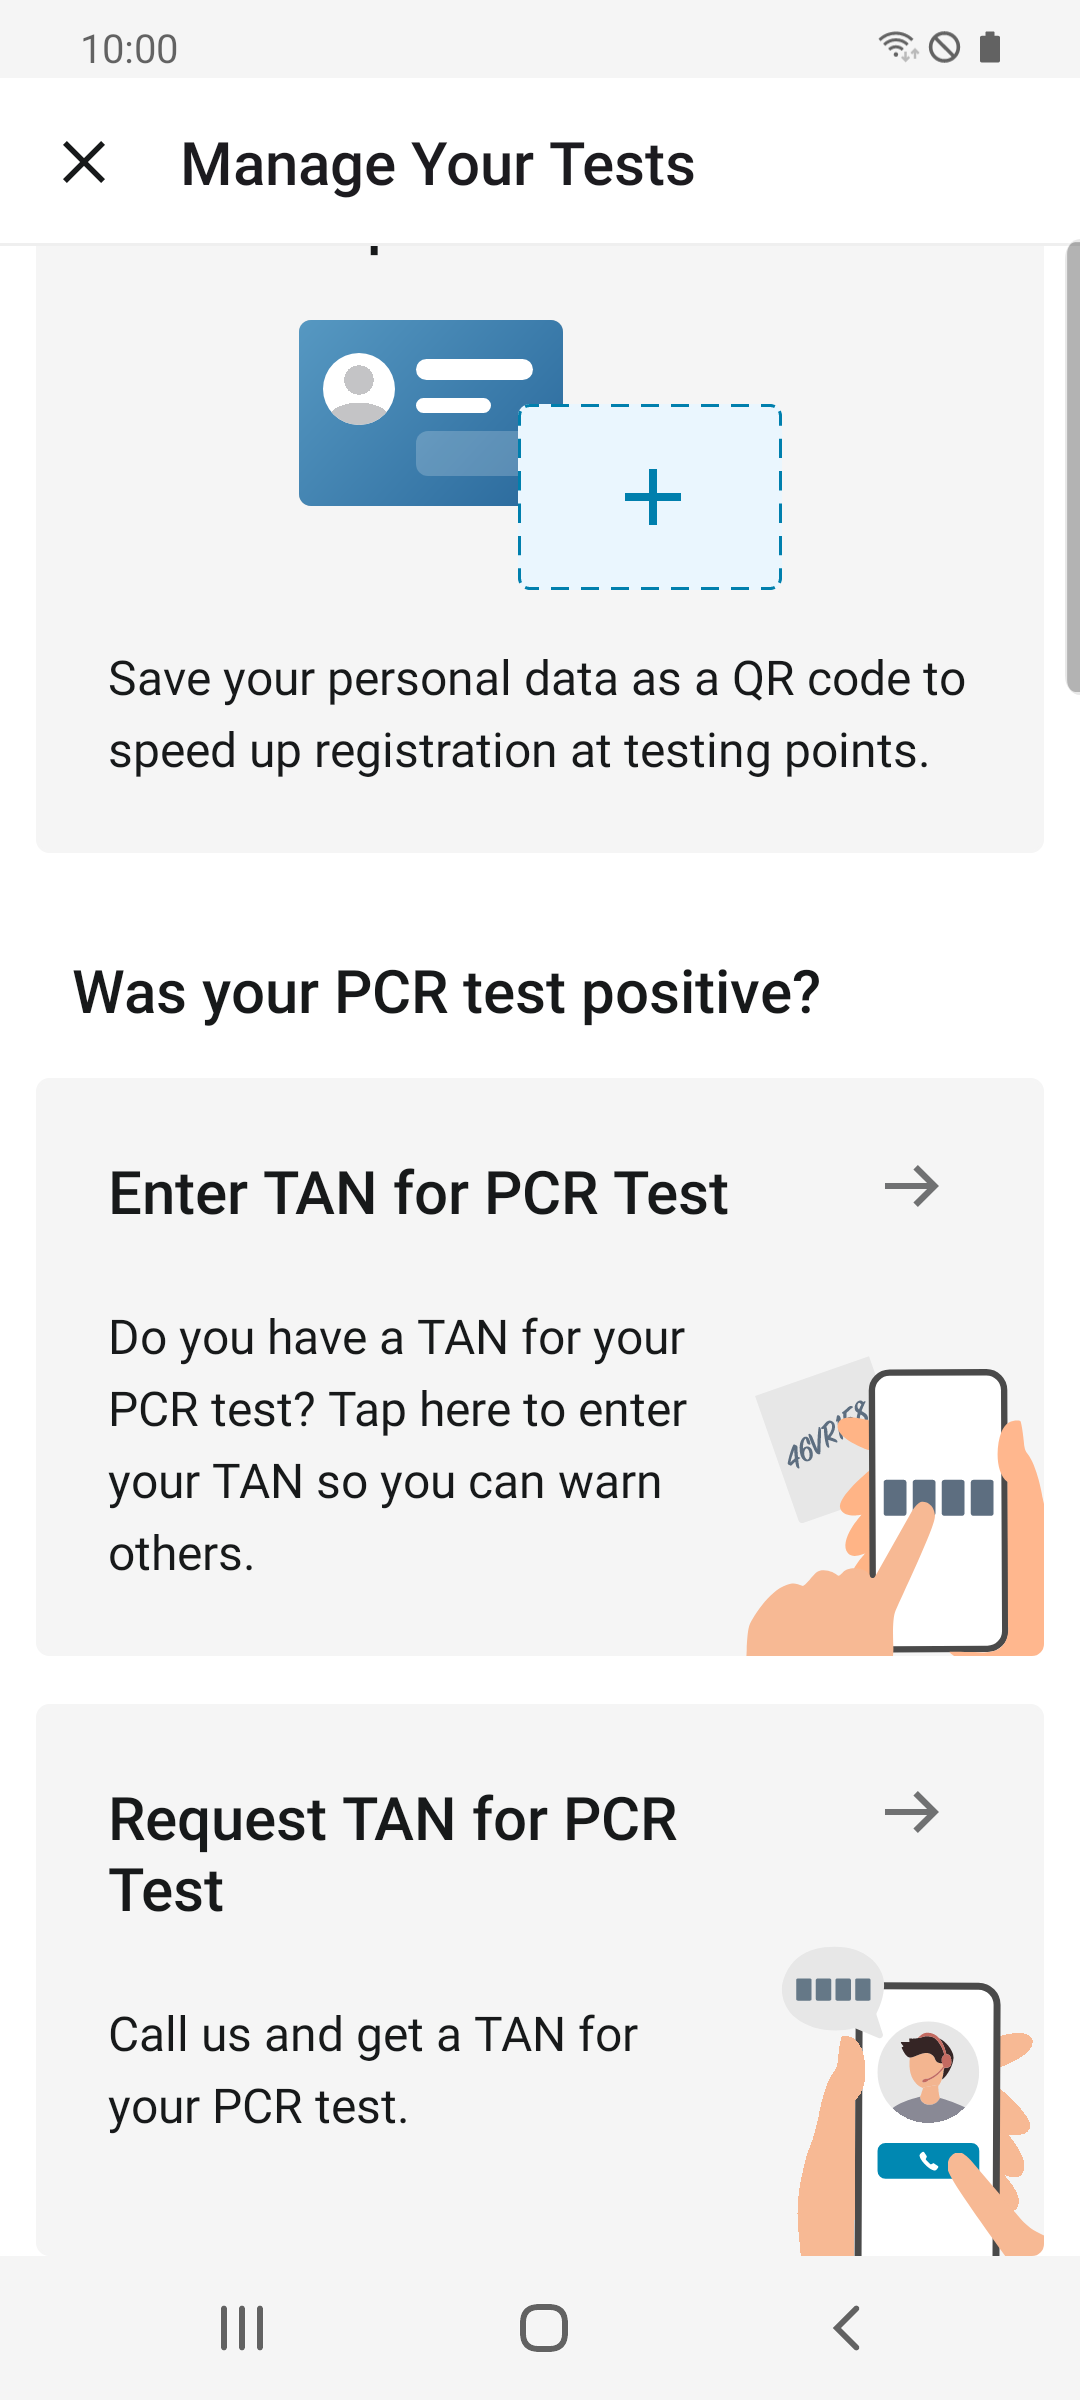 10:00
Manage Your Tests
Save your personal data as a QR code to
speed up registration at testing points.
Was your PCR test positive?
Enter TAN for PCR Test
Do you have a TAN for your
PCR test? Tap here to enter
your TAN so you can warn
others.
Request TAN for PCR
Test
Call us and get a TAN for
your PCR test.